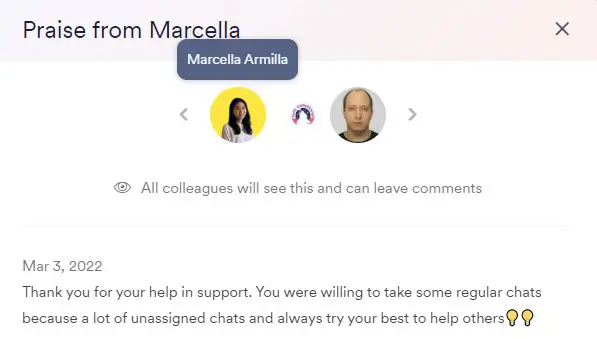 Praise from Marcella
Marcella Armilla
All colleagues will see this and can leave comments
Mar 3, 2022
Thank you for your help in support. You were willing to take some regular chats
because a lot of unassigned chats and always try your best to help others💡💡